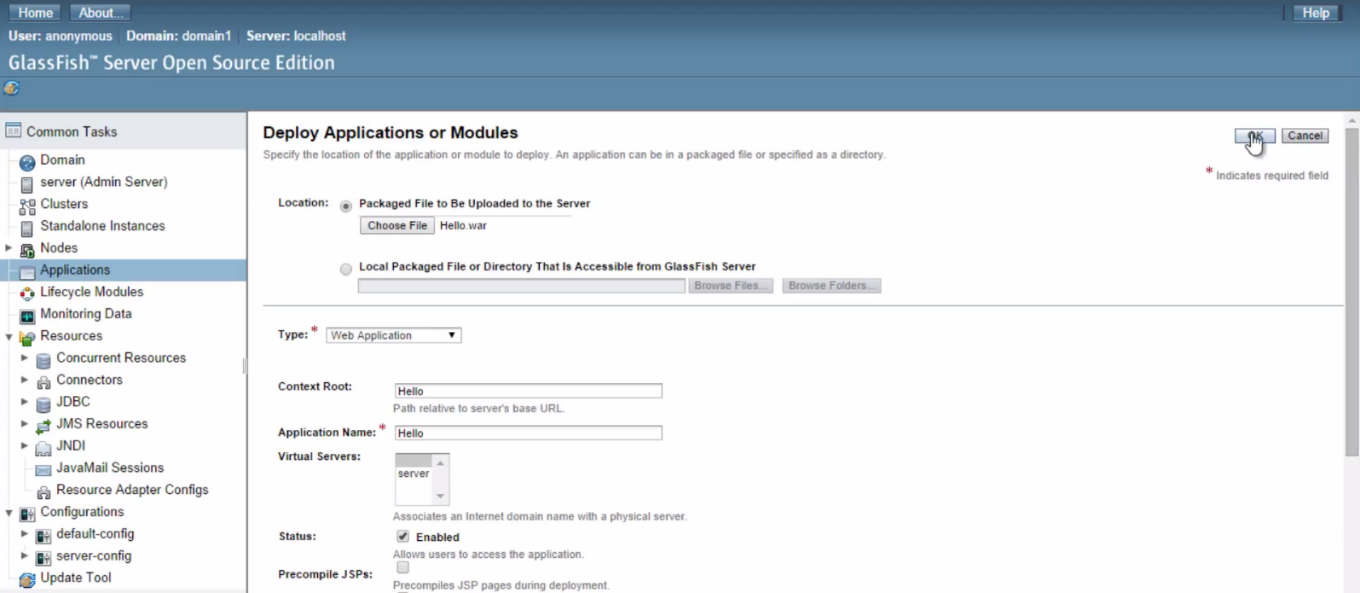 Home About... Help
User: anonymous Domain: domain1 Server: localhost
GlassFish™ Server Open Source Edition
Common Tasks
Domain
server (Admin Server)
Clusters
Standalone Instances
Nodes
Applications
Lifecycle Modules
Monitoring Data
Resources
Concurrent Resources
Connectors
JDBC
JMS Resources
JNDI
JavaMail Sessions
Resource Adapter Configs
Configurations
default-config
server-config
Update Tool
Deploy Applications or Modules
OK Cancel
Specify the location of the application or module to deploy. An application can be in a packaged file or specified as a directory.
* Indicates required field
Location: Packaged File to Be Uploaded to the Server
Choose File Hello.war
Local Packaged File or Directory That Is Accessible from GlassFish Server
Browse Files... Browse Folders...
Type: * Web Application
Context Root: Hello
Path relative to server's base URL.
Application Name: * Hello
Virtual Servers:
server
Associates an Internet domain name with a physical server.
Status: Enabled
Allows users to access the application.
Precompile JSPs:
Precompiles JSP pages during deployment.